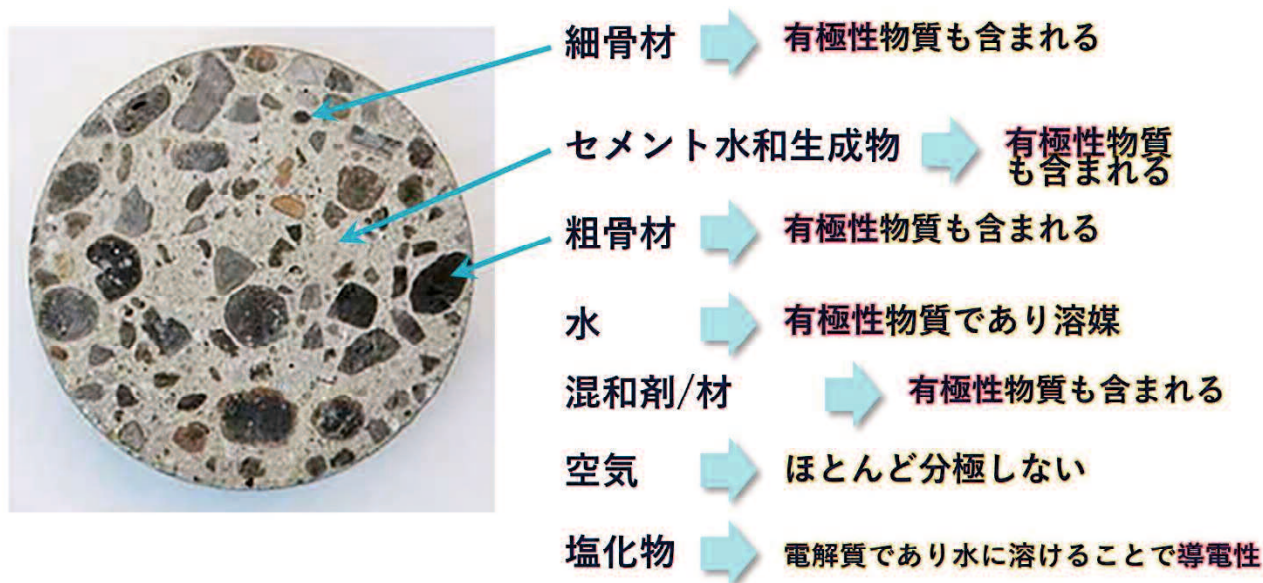 細骨材 有極性物質も含まれる
セメント水和生成物 有極性物質
も含まれる
粗骨材 有極性物質も含まれる
水 有極性物質であり溶媒
混和剤/材 有極性物質も含まれる
空気 ほとんど分極しない
塩化物 電解質であり水に溶けることで導電性